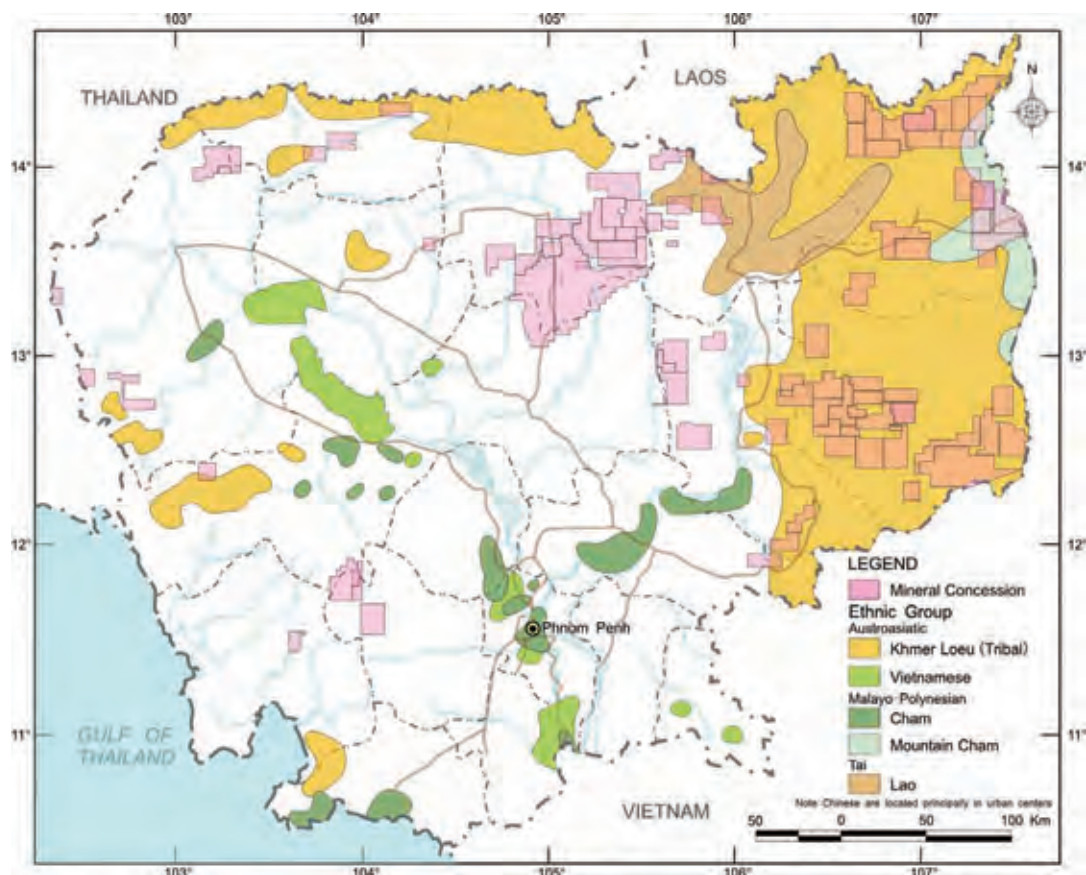 103°
104°
105°
106°
107°
THAILAND
LAOS
N
14°
14°
13°
13°
12°
12°
11°
11°
Phnom Penh
GULF OF
THAILAND
VIETNAM
LEGEND
Mineral Concession
Ethnic Group
Austroasiatic
Khmer Loeu (Tribal)
Vietnamese
Malayo Polynesian
Cham
Mountain Cham
Tai
Lao
Note: Chinese are located principally in urban centers
50 0 50 100 Km
103°
104°
105°
106°
107°